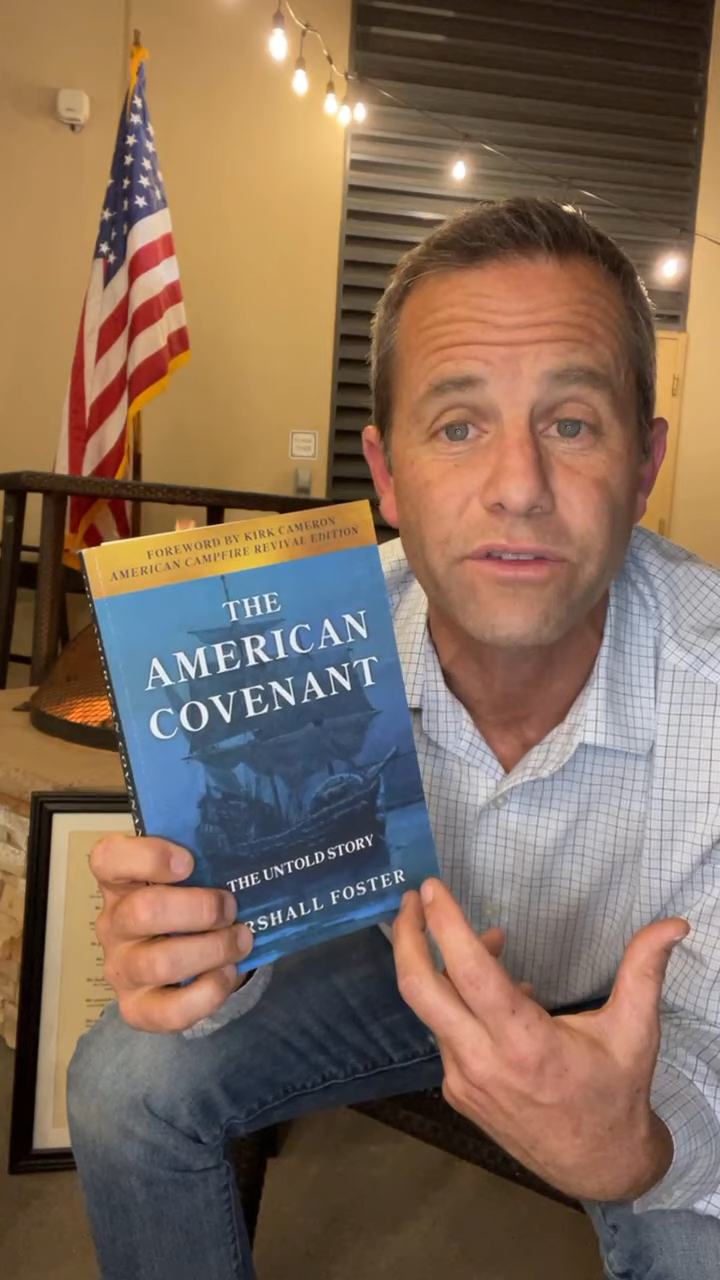 FOREWORD BY KIRK CAMERON
AMERICAN CAMPFIRE REVIVAL EDITION
THE
AMERICAN
COVENANT
THE UNTOLD STORY
RSHALL FOSTER